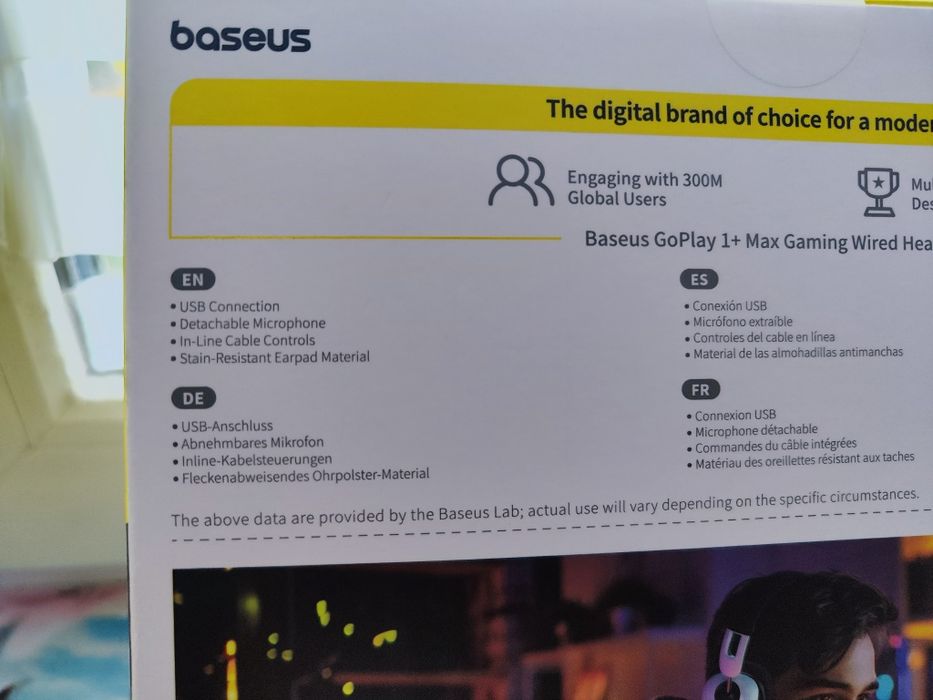 baseus
The digital brand of choice for a
Engaging with 300M
Global Users
Baseus GoPlay 1+ Max Gaming Wired
EN
• USB Connection
• Detachable Microphone
• In-Line Cable Controls
• Stain-Resistant Earpad Material
ES
• Conexión USB
• Micrófono extraíble
• Controles del cable en línea
• Material de las almohadillas antimanchas
DE
• USB-Anschluss
• Abnehmbares Mikrofon
• Inline-Kabelsteuerungen
• Fleckenabweisendes Ohrpolster-Material
FR
• Connexion USB
• Microphone détachable
• Commandes du câble intégrées
• Matériau des oreillettes résistant aux taches
The above data are provided by the Baseus Lab; actual use will vary depending on the specific circumstances.